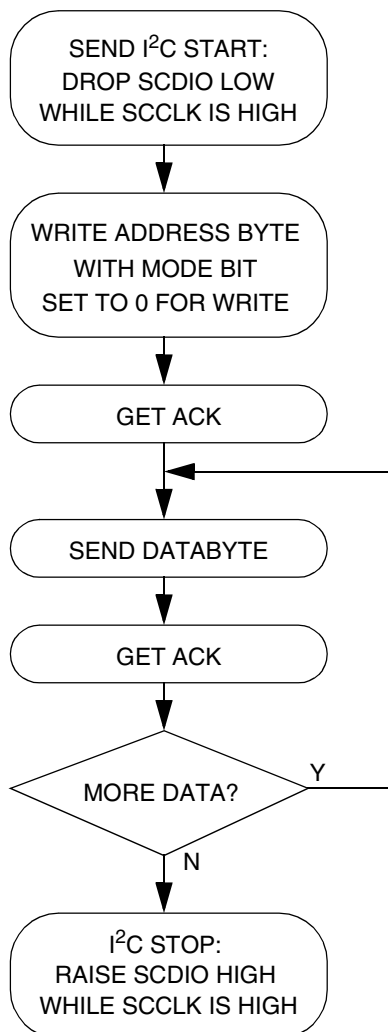 SEND I²C START:
DROP SCDIO LOW
WHILE SCCLK IS HIGH
WRITE ADDRESS BYTE
WITH MODE BIT
SET TO 0 FOR WRITE
GET ACK
SEND DATABYTE
GET ACK
MORE DATA?
Y
N
I²C STOP:
RAISE SCDIO HIGH
WHILE SCCLK IS HIGH